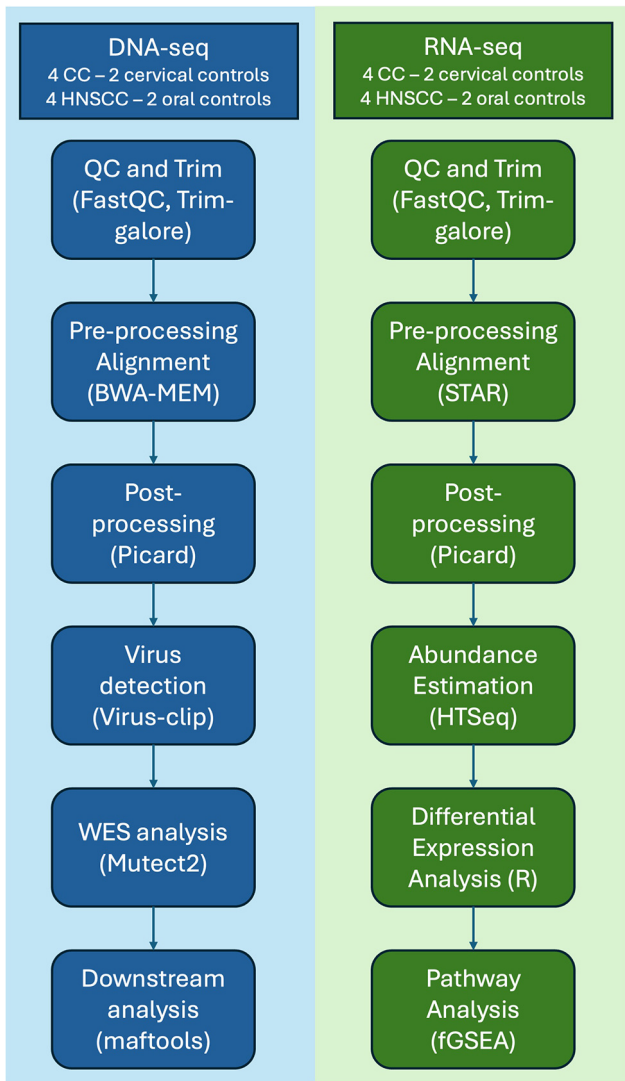 DNA-seq
4 CC – 2 cervical controls
4 HNSCC – 2 oral controls
QC and Trim
(FastQC, Trim-
galore)
Pre-processing
Alignment
(BWA-MEM)
Post-
processing
(Picard)
Virus
detection
(Virus-clip)
WES analysis
(Mutect2)
Downstream
analysis
(maftools)
RNA-seq
4 CC – 2 cervical controls
4 HNSCC – 2 oral controls
QC and Trim
(FastQC, Trim-
galore)
Pre-processing
Alignment
(STAR)
Post-
processing
(Picard)
Abundance
Estimation
(HTSeq)
Differential
Expression
Analysis (R)
Pathway
Analysis
(fGSEA)